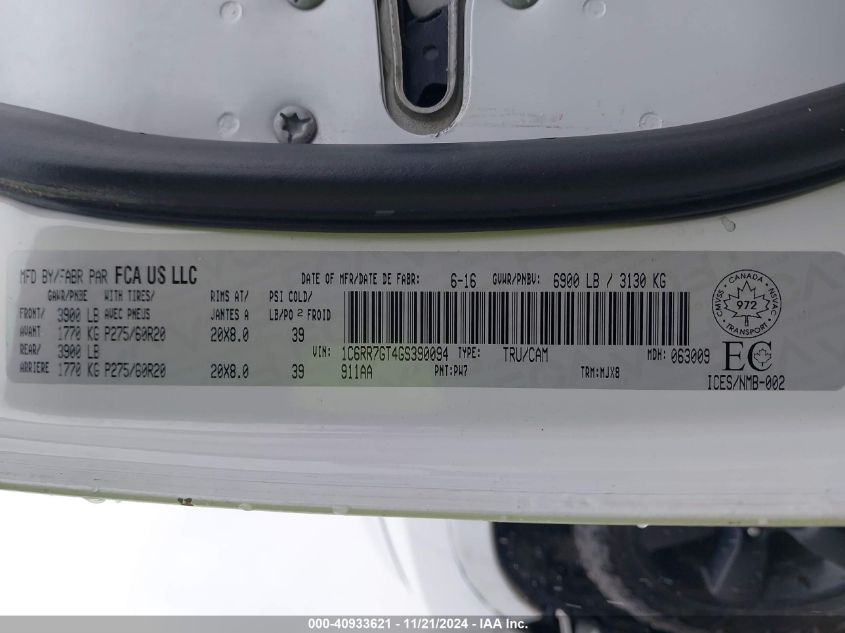 MFD BY/FABR PAR FCA US LLC
DATE OF MFR/DATE DE FABR: 6-16 GVWR/PNBV: 6900 LB / 3130 KG
GAWR/PNBE WITH TIRES/ RIMS AT/ PSI COLD/
FRONT/ 3900 LB AVEC PNEUS JANTES A LB/PO 2 FROID
AVANT 1770 KG P275/60R20 20X8.0 39
REAR/ 3900 LB
ARRIERE 1770 KG P275/60R20 20X8.0 39
VIN: 1C6RR7GT4GS390094 TYPE: TRU/CAM MDH: 063009
911AA PNT:PW7 TRM:MJX8
CANADA
CMVSS NSVAC
972
TRANSPORT
EC
ICES/NMB-002
000-40933621 - 11/21/2024 - IAA Inc.